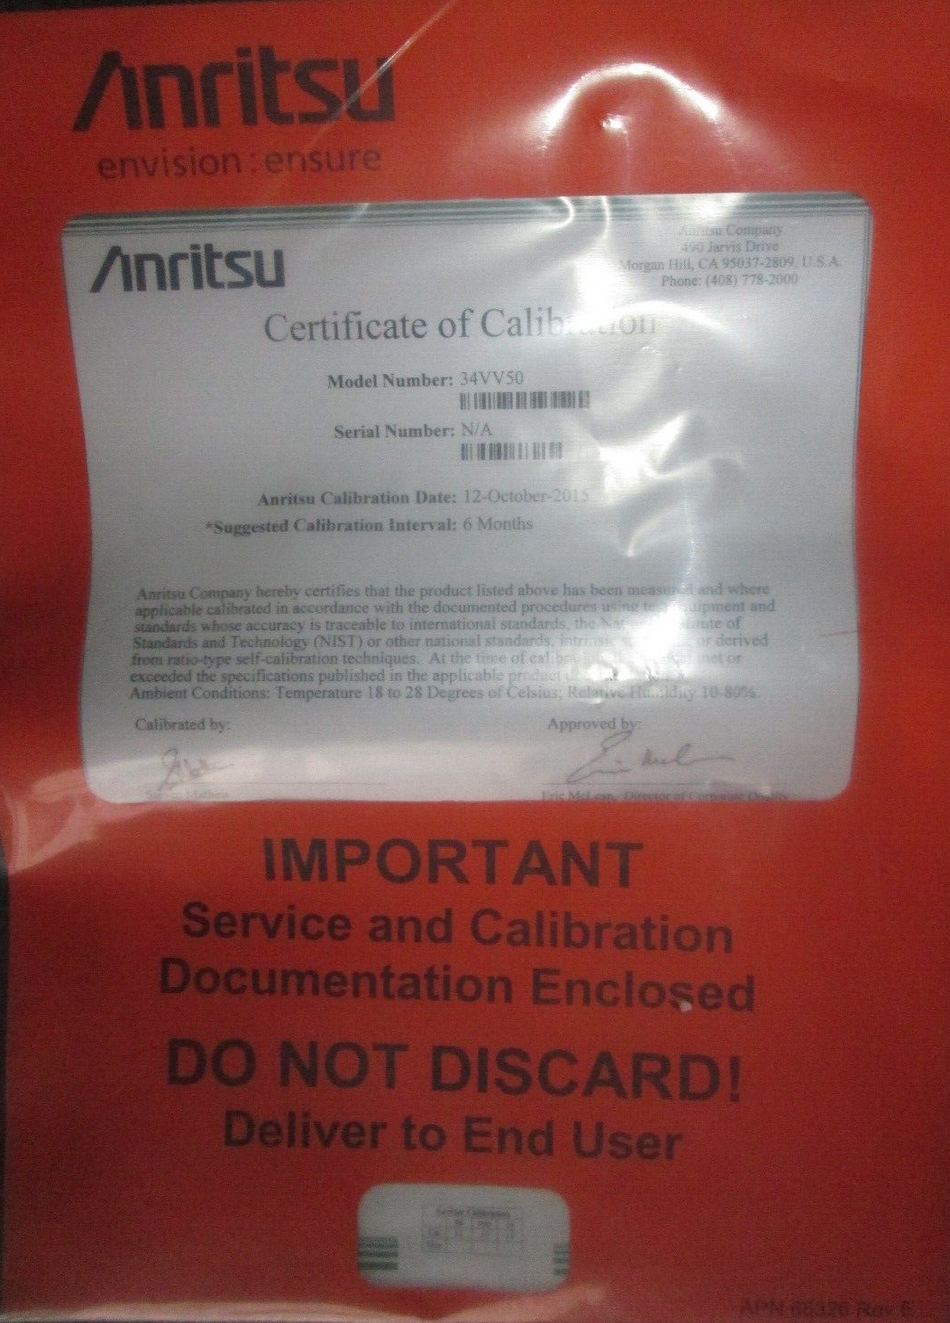 Anritsu
envision : ensure
Anritsu
Anritsu Company
490 Jarvis Drive
Morgan Hill, CA 95037-2809, U.S.A.
Phone: (408) 778-2000
Certificate of Calibration
Model Number: 34VV50
Serial Number: N/A
Anritsu Calibration Date: 12-October-2015
*Suggested Calibration Interval: 6 Months
Anritsu Company hereby certifies that the product listed above has been measured and where
applicable calibrated in accordance with the documented procedures using and
standards whose accuracy is traceable to international standards, the of
Standards and Technology (NIST) or other national standards, or derived
from ratio-type self-calibration techniques. At the time of or
exceeded the specifications published in the applicable product
Ambient Conditions: Temperature 18 to 28 Degrees of Celsius; Relative Humidity 10-80%.
Calibrated by:
Approved by:
Eric McLean, Director of Corporate Quality
IMPORTANT
Service and Calibration
Documentation Enclosed
DO NOT DISCARD!
Deliver to End User